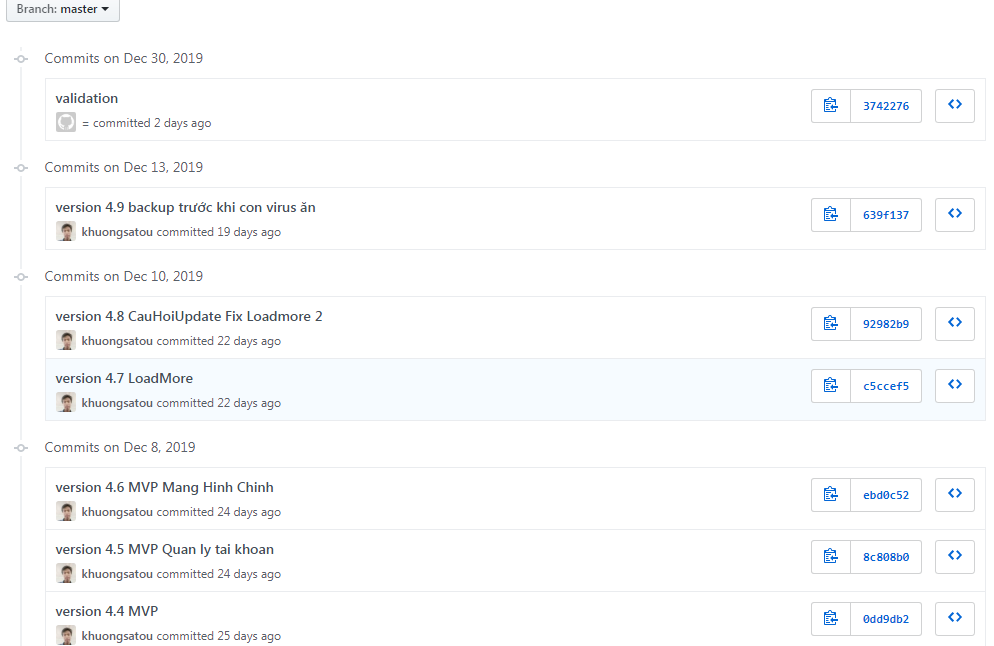 Branch: master
Commits on Dec 30, 2019
validation
3742276
= committed 2 days ago
Commits on Dec 13, 2019
version 4.9 backup trước khi con virus ăn
639f137
khuongsatou committed 19 days ago
Commits on Dec 10, 2019
version 4.8 CauHoiUpdate Fix Loadmore 2
92982b9
khuongsatou committed 22 days ago
version 4.7 LoadMore
c5ccef5
khuongsatou committed 22 days ago
Commits on Dec 8, 2019
version 4.6 MVP Mang Hinh Chinh
ebd0c52
khuongsatou committed 24 days ago
version 4.5 MVP Quan ly tai khoan
8c808b0
khuongsatou committed 24 days ago
version 4.4 MVP
0dd9db2
khuongsatou committed 25 days ago